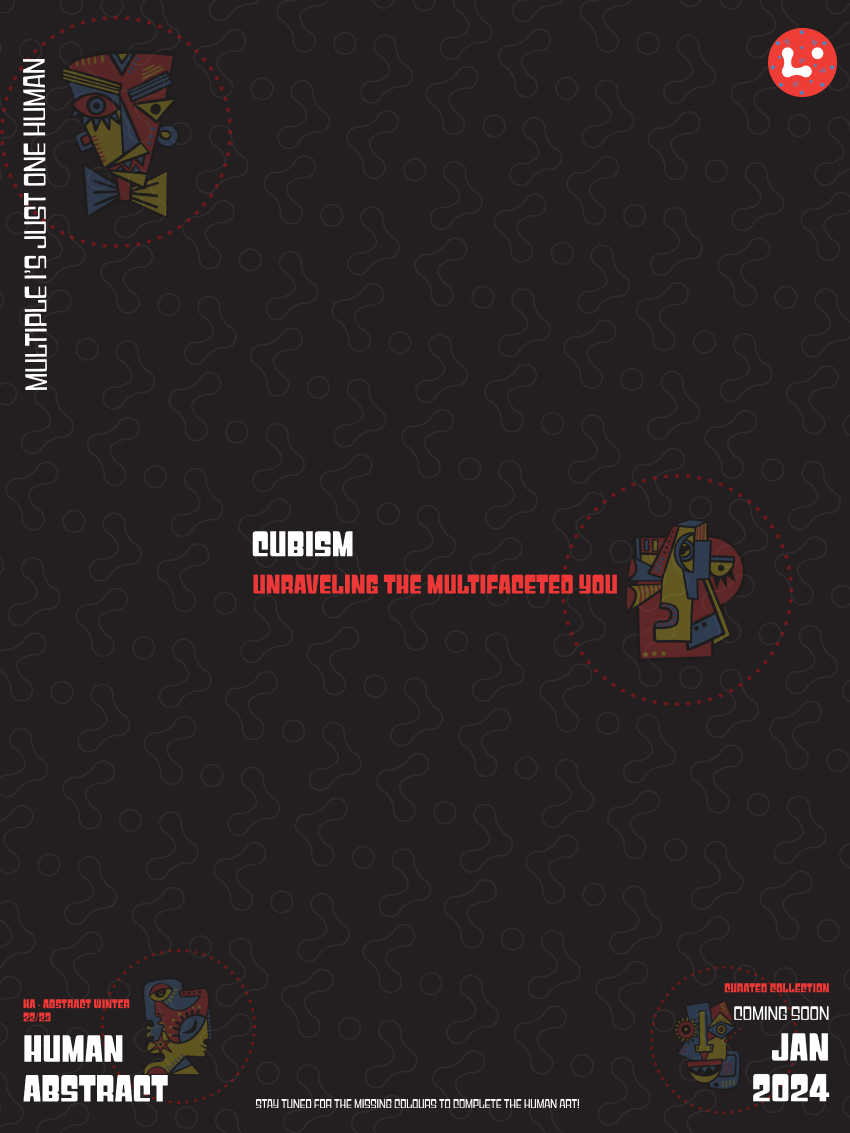 MULTIPLE I'S JUST ONE HUMAN
CUBISM
UNRAVELING THE MULTIFACETED YOU
HA - ABSTRACT WINTER
22/23
HUMAN
ABSTRACT
CURATED COLLECTION
COMING SOON
JAN
2024
STAY TUNED FOR THE MISSING COLOURS TO COMPLETE THE HUMAN ART!